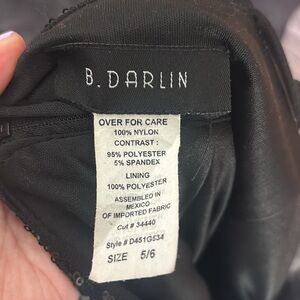 B. DARLIN
OVER FOR CARE
100% NYLON
CONTRAST :
95% POLYESTER
5% SPANDEX
LINING
100% POLYESTER
ASSEMBLED IN
MEXICO
OF IMPORTED FABRIC
Cut # 34440
Style # D451G534
SIZE 5/6